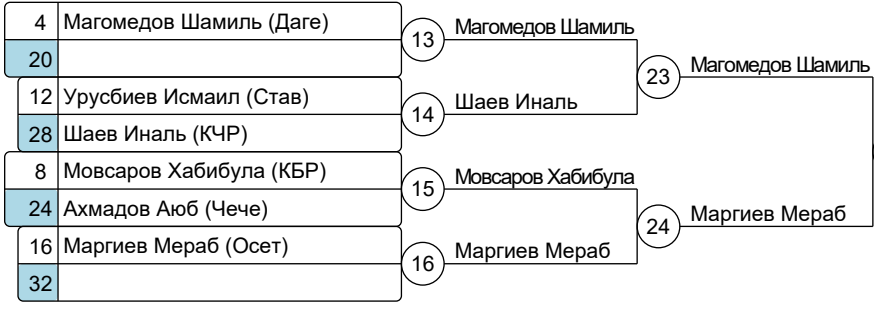 4 Магомедов Шамиль (Даге)
20
13
Магомедов Шамиль
12 Урусбиев Исмаил (Став)
28 Шаев Иналь (КЧР)
14
Шаев Иналь
23
Магомедов Шамиль
8 Мовсаров Хабибула (КБР)
24 Ахмадов Аюб (Чече)
15
Мовсаров Хабибула
16 Маргиев Мераб (Осет)
32
16
Маргиев Мераб
24
Маргиев Мераб